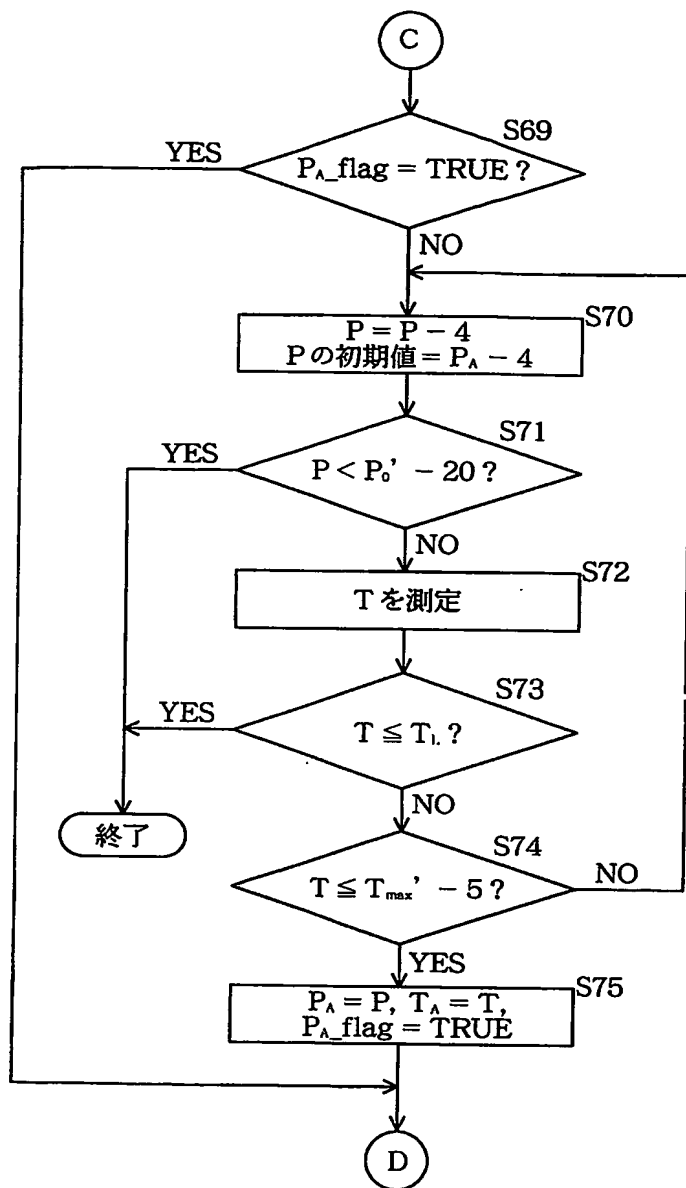 C
S69
YES
P_A_flag = TRUE ?
NO
S70
P = P − 4
Pの初期値 = P_A − 4
S71
YES
P < P_0' − 20 ?
NO
S72
Tを測定
S73
YES
T ≦ T_L ?
NO
終了
S74
T ≦ T_max' − 5 ?
NO
YES
S75
P_A = P, T_A = T,
P_A_flag = TRUE
D